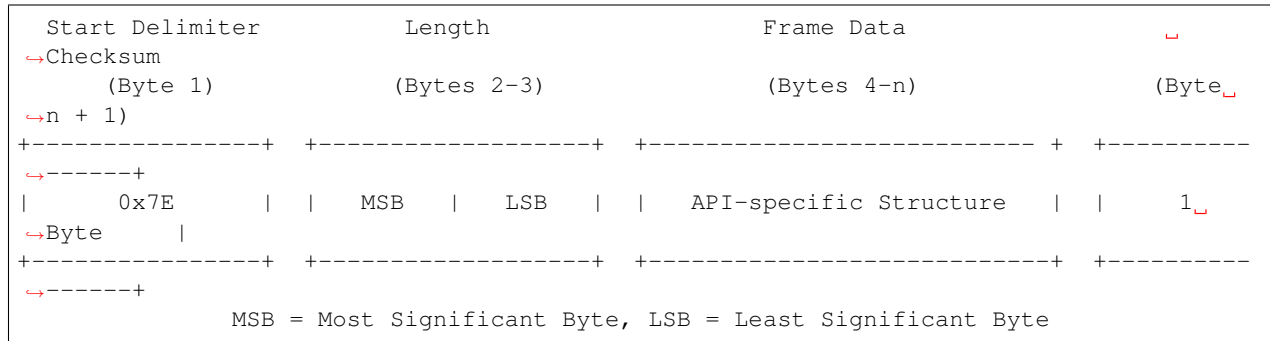 Start Delimiter          Length                   Frame Data                  ␣
↪Checksum
      (Byte 1)            (Bytes 2-3)               (Bytes 4-n)                (Byte␣
↪n + 1)
+----------------+  +-------------------+  +--------------------------- +  +----------
↪------+
|      0x7E      |  |   MSB   |   LSB   |  |   API-specific Structure   |  |      1␣
↪Byte      |
+----------------+  +-------------------+  +----------------------------+  +----------
↪------+
               MSB = Most Significant Byte, LSB = Least Significant Byte